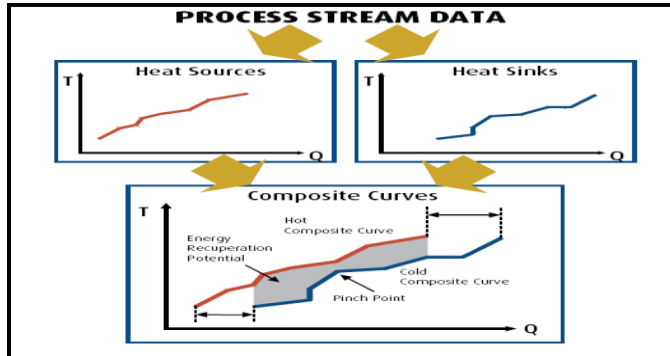 PROCESS STREAM DATA
Heat Sources
T
Q
Heat Sinks
T
Q
Composite Curves
T
Hot
Composite Curve
Energy
Recuperation
Potential
Cold
Composite Curve
Pinch Point
Q